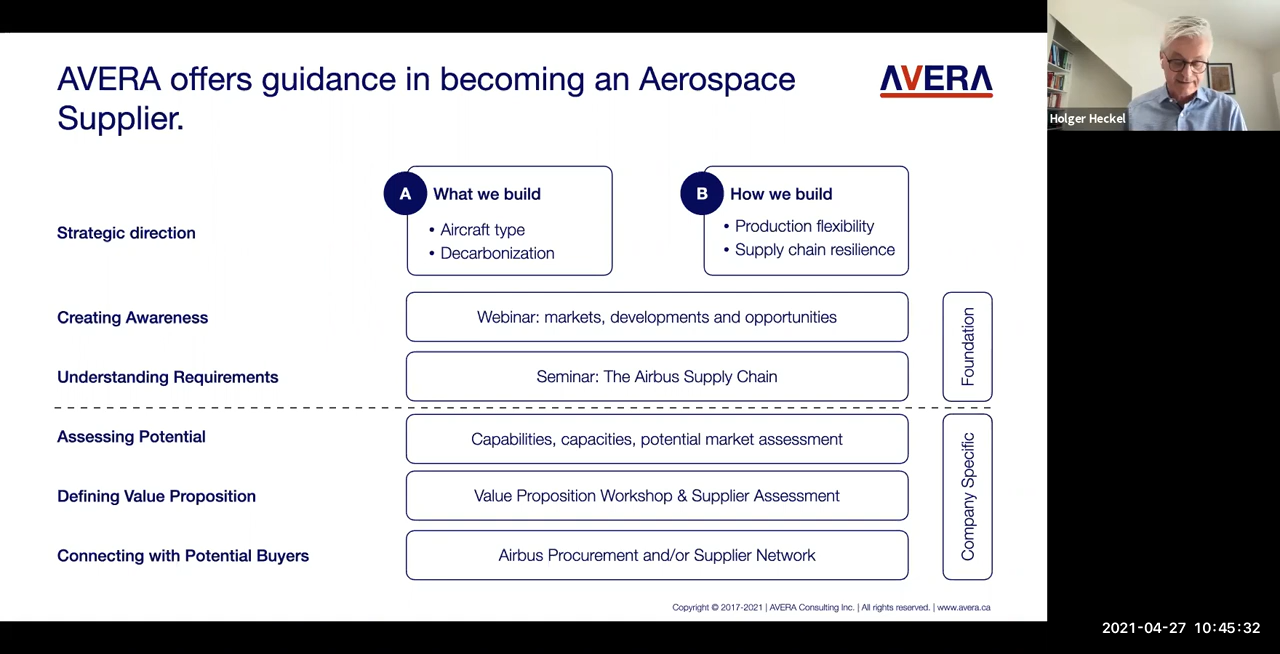 AVERA offers guidance in becoming an Aerospace
Supplier.
AVERA
Holger Heckel
Strategic direction
A
What we build
• Aircraft type
• Decarbonization
B
How we build
• Production flexibility
• Supply chain resilience
Creating Awareness
Webinar: markets, developments and opportunities
Understanding Requirements
Seminar: The Airbus Supply Chain
Foundation
Assessing Potential
Capabilities, capacities, potential market assessment
Defining Value Proposition
Value Proposition Workshop & Supplier Assessment
Connecting with Potential Buyers
Airbus Procurement and/or Supplier Network
Company Specific
Copyright © 2017-2021 | AVERA Consulting Inc. | All rights reserved. | www.avera.ca
2021-04-27 10:45:32